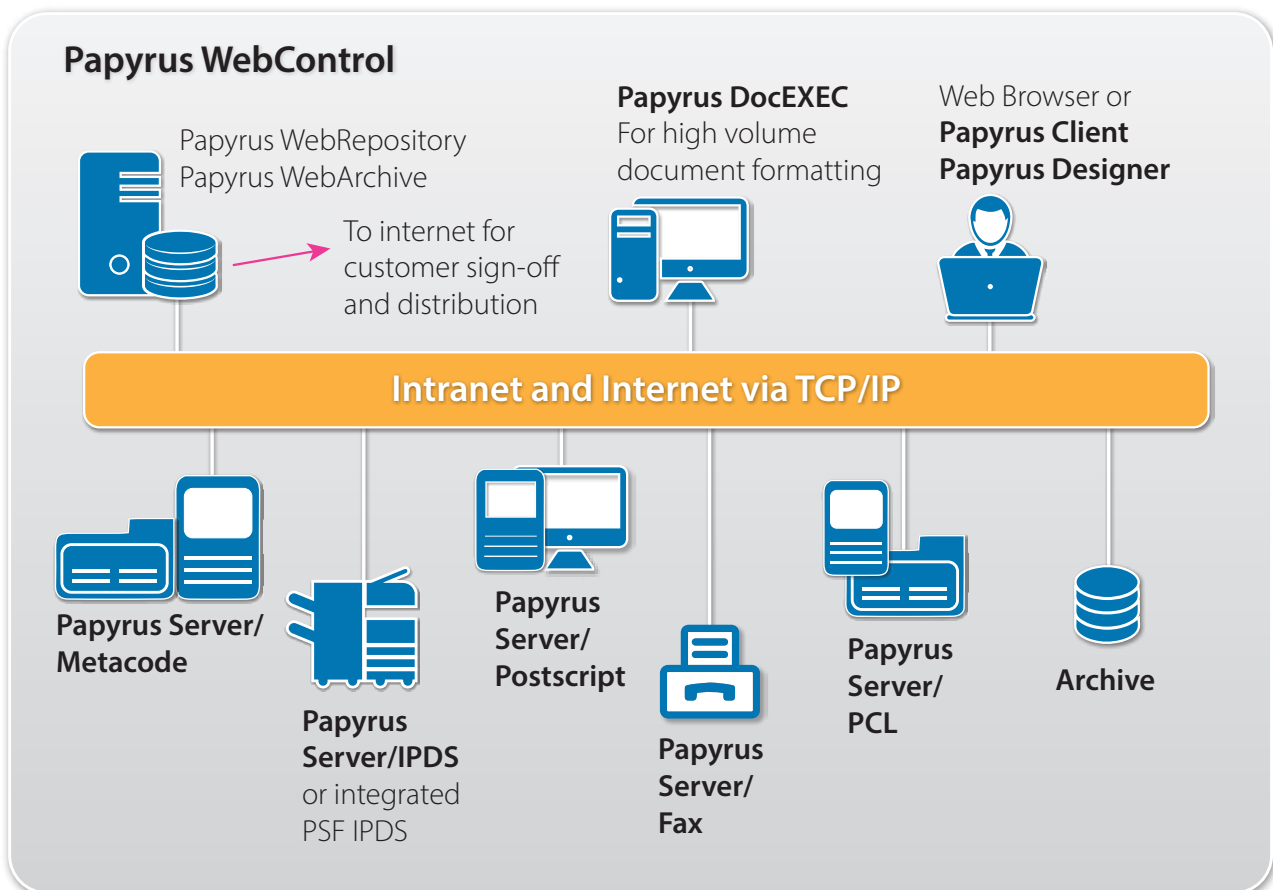 Papyrus WebControl
Papyrus WebRepository
Papyrus WebArchive
To internet for
customer sign-off
and distribution
Papyrus DocEXEC
For high volume
document formatting
Web Browser or
Papyrus Client
Papyrus Designer
Intranet and Internet via TCP/IP
Papyrus Server/
Metacode
Papyrus
Server/IPDS
or integrated
PSF IPDS
Papyrus
Server/
Postscript
Papyrus
Server/
Fax
Papyrus
Server/
PCL
Archive